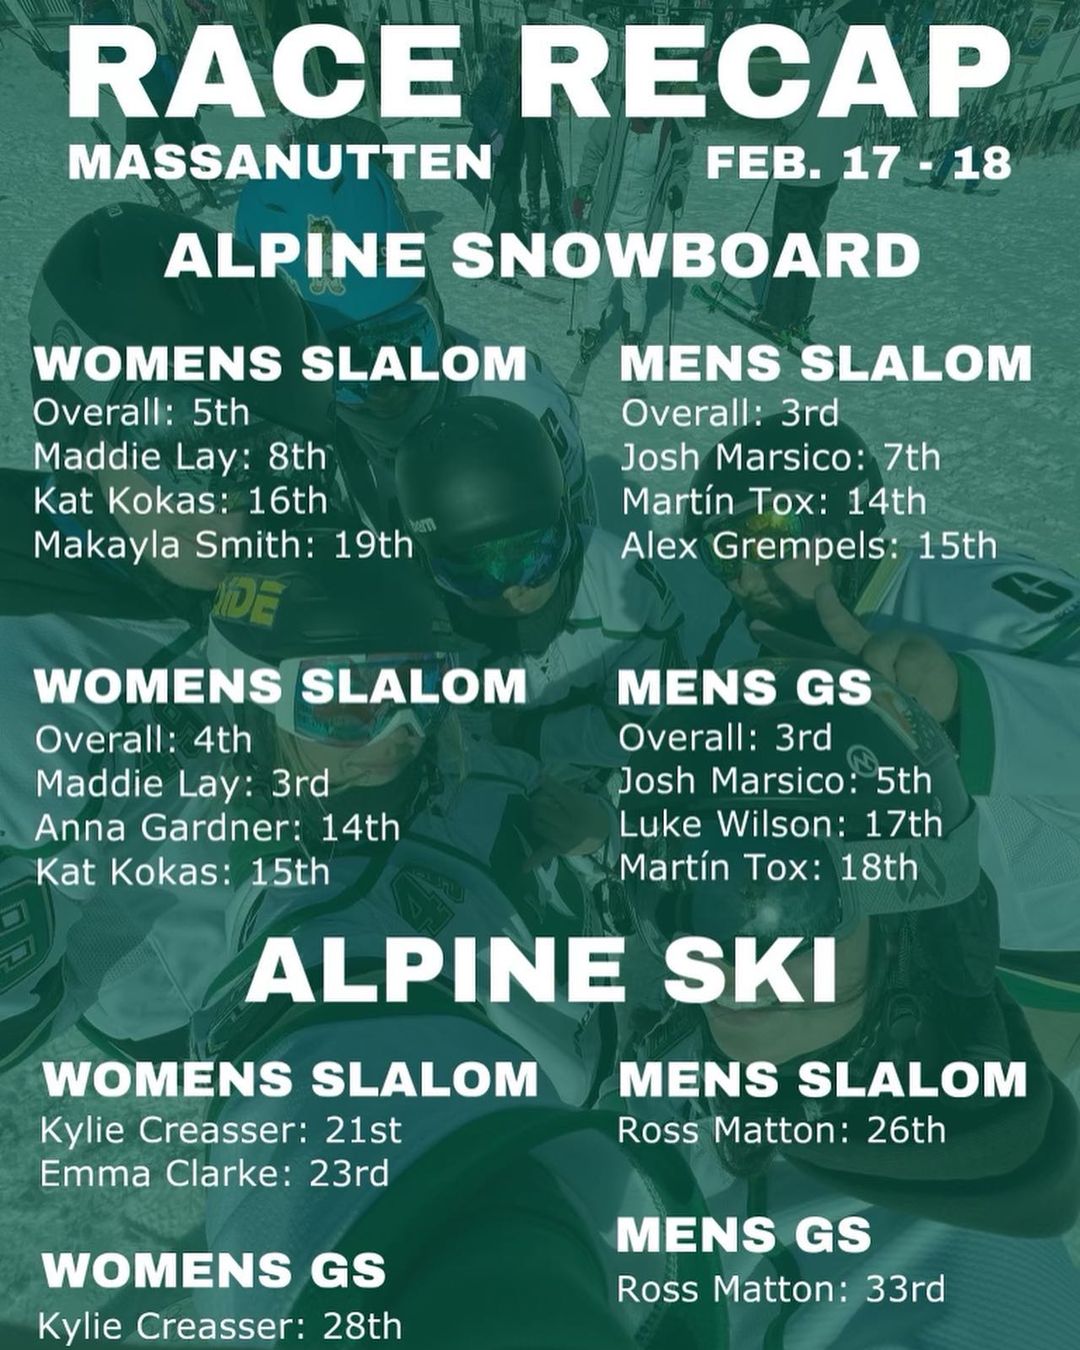 RACE RECAP
MASSANUTTEN FEB. 17 - 18
ALPINE SNOWBOARD
WOMENS SLALOM
Overall: 5th
Maddie Lay: 8th
Kat Kokas: 16th
Makayla Smith: 19th
MENS SLALOM
Overall: 3rd
Josh Marsico: 7th
Martín Tox: 14th
Alex Grempels: 15th
WOMENS SLALOM
Overall: 4th
Maddie Lay: 3rd
Anna Gardner: 14th
Kat Kokas: 15th
MENS GS
Overall: 3rd
Josh Marsico: 5th
Luke Wilson: 17th
Martín Tox: 18th
ALPINE SKI
WOMENS SLALOM
Kylie Creasser: 21st
Emma Clarke: 23rd
MENS SLALOM
Ross Matton: 26th
WOMENS GS
Kylie Creasser: 28th
MENS GS
Ross Matton: 33rd